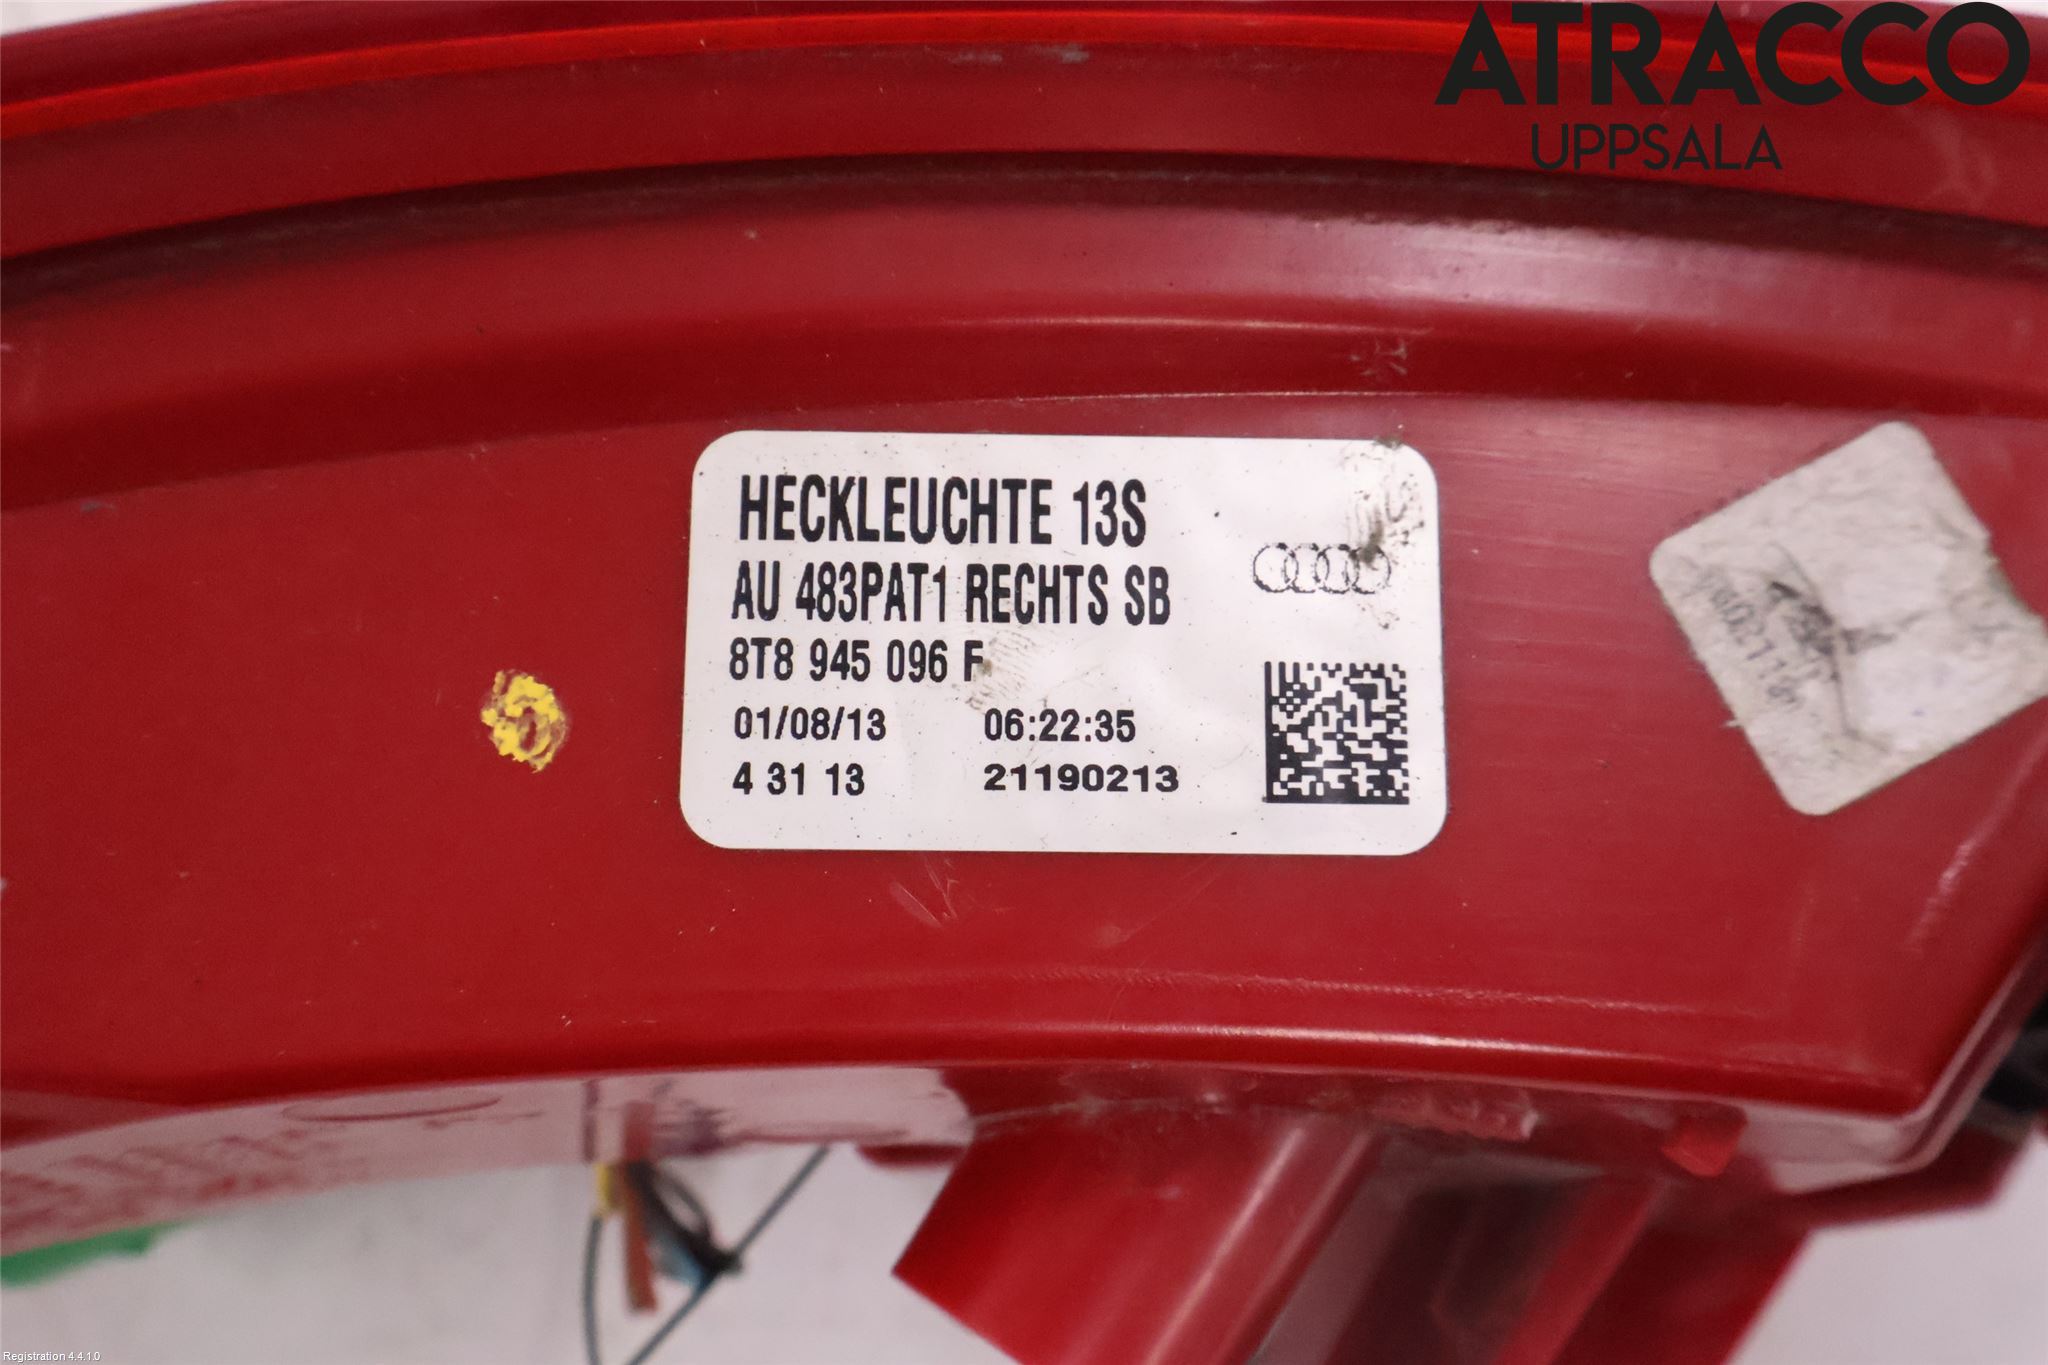 ATRACCO
UPPSALA
HECKLEUCHTE 13S
AU 483PAT1 RECHTS SB
8T8 945 096 F
01/08/13 06:22:35
4 31 13 21190213
Registration 4.4.1.0